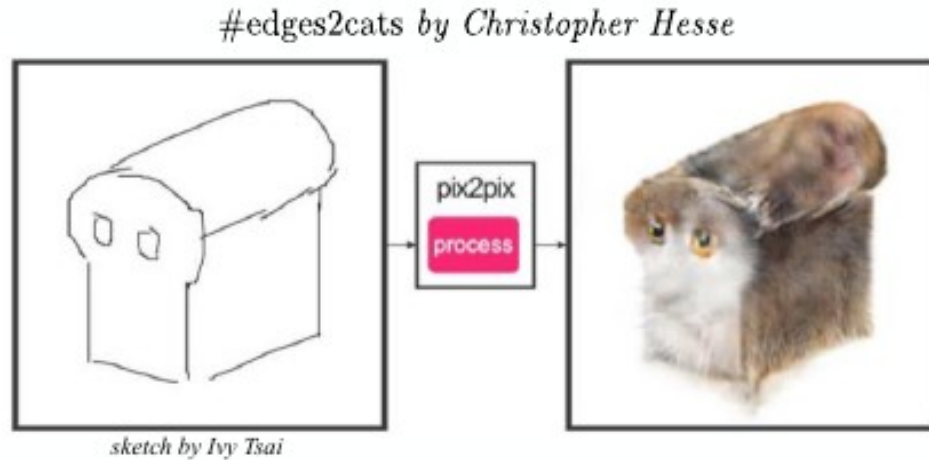 #edges2cats by Christopher Hesse
pix2pix
process
sketch by Ivy Tsai